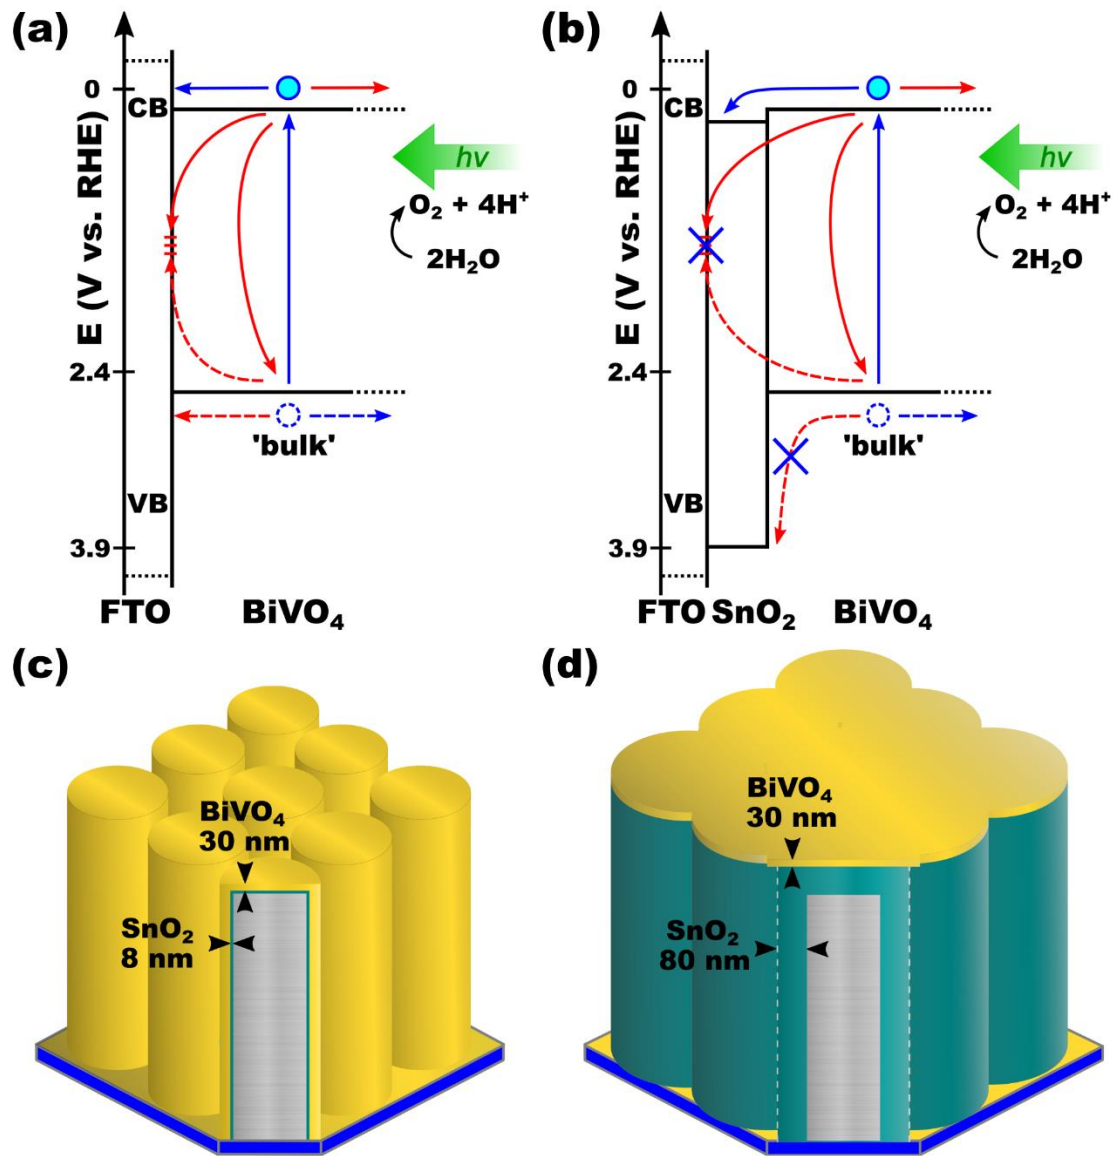 (a)
0
CB
E (V vs. RHE)
hν
O₂ + 4H⁺
2H₂O
2.4
'bulk'
VB
3.9
FTO
BiVO₄
(b)
0
CB
E (V vs. RHE)
hν
O₂ + 4H⁺
2H₂O
2.4
'bulk'
VB
3.9
FTO
SnO₂
BiVO₄
(c)
BiVO₄
30 nm
SnO₂
8 nm
(d)
BiVO₄
30 nm
SnO₂
80 nm